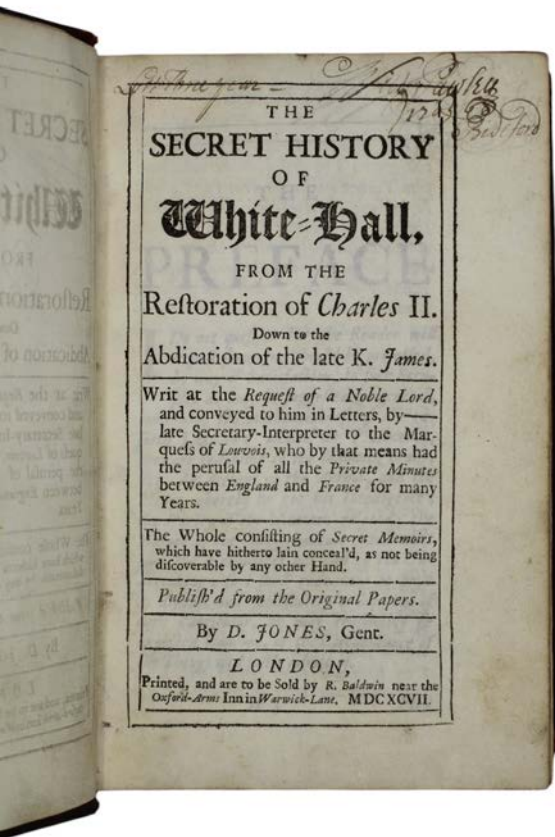 THE
SECRET HISTORY
OF
White-Hall,
FROM THE
Reſtoration of Charles II.
Down to the
Abdication of the late K. James.
Writ at the Requeſt of a Noble Lord,
and conveyed to him in Letters, by——
late Secretary-Interpreter to the Mar-
queſs of Louvois, who by that means had
the peruſal of all the Private Minutes
between England and France for many
Years.
The Whole conſiſting of Secret Memoirs,
which have hitherto lain conceal'd, as not being
diſcoverable by any other Hand.
Publiſh'd from the Original Papers.
By D. JONES, Gent.
LONDON,
Printed, and are to be Sold by R. Baldwin near the
Oxford-Arms Inn in Warwick-Lane, MDCXCVII.